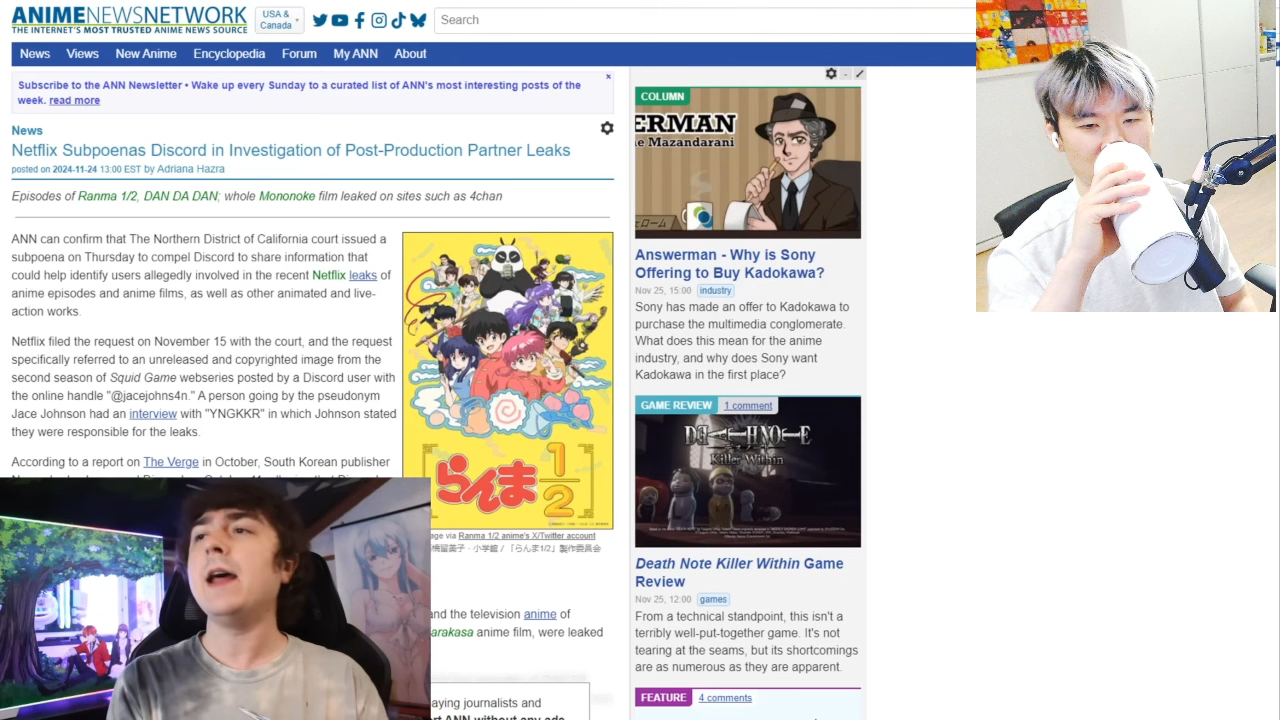 ANIMENEWSNETWORK
THE INTERNET'S MOST TRUSTED ANIME NEWS SOURCE
USA &
Canada
Search
News
Views
New Anime
Encyclopedia
Forum
My ANN
About
Subscribe to the ANN Newsletter • Wake up every Sunday to a curated list of ANN's most interesting posts of the
week. read more
News
Netflix Subpoenas Discord in Investigation of Post-Production Partner Leaks
posted on 2024-11-24 13:00 EST by Adriana Hazra
Episodes of Ranma 1/2, DAN DA DAN; whole Mononoke film leaked on sites such as 4chan
ANN can confirm that The Northern District of California court issued a
subpoena on Thursday to compel Discord to share information that
could help identify users allegedly involved in the recent Netflix leaks of
anime episodes and anime films, as well as other animated and live-
action works.
Netflix filed the request on November 15 with the court, and the request
specifically referred to an unreleased and copyrighted image from the
second season of Squid Game webseries posted by a Discord user with
the online handle "@jacejohns4n." A person going by the pseudonym
Jace Johnson had an interview with "YNGKKR" in which Johnson stated
they were responsible for the leaks.
According to a report on The Verge in October, South Korean publisher
らんま1/2
age via Ranma 1/2 anime's X/Twitter account
橋留美子・小学館 / 「らんま1/2」製作委員会
and the television anime of
arakasa anime film, were leaked
aying journalists and
rt ANN without any ads
COLUMN
ERMAN
e Mazandarani
Answerman - Why is Sony
Offering to Buy Kadokawa?
Nov 25, 15:00 industry
Sony has made an offer to Kadokawa to
purchase the multimedia conglomerate.
What does this mean for the anime
industry, and why does Sony want
Kadokawa in the first place?
GAME REVIEW 1 comment
DEATH NOTE
Killer Within
Death Note Killer Within Game
Review
Nov 25, 12:00 games
From a technical standpoint, this isn't a
terribly well-put-together game. It's not
tearing at the seams, but its shortcomings
are as numerous as they are apparent.
FEATURE 4 comments